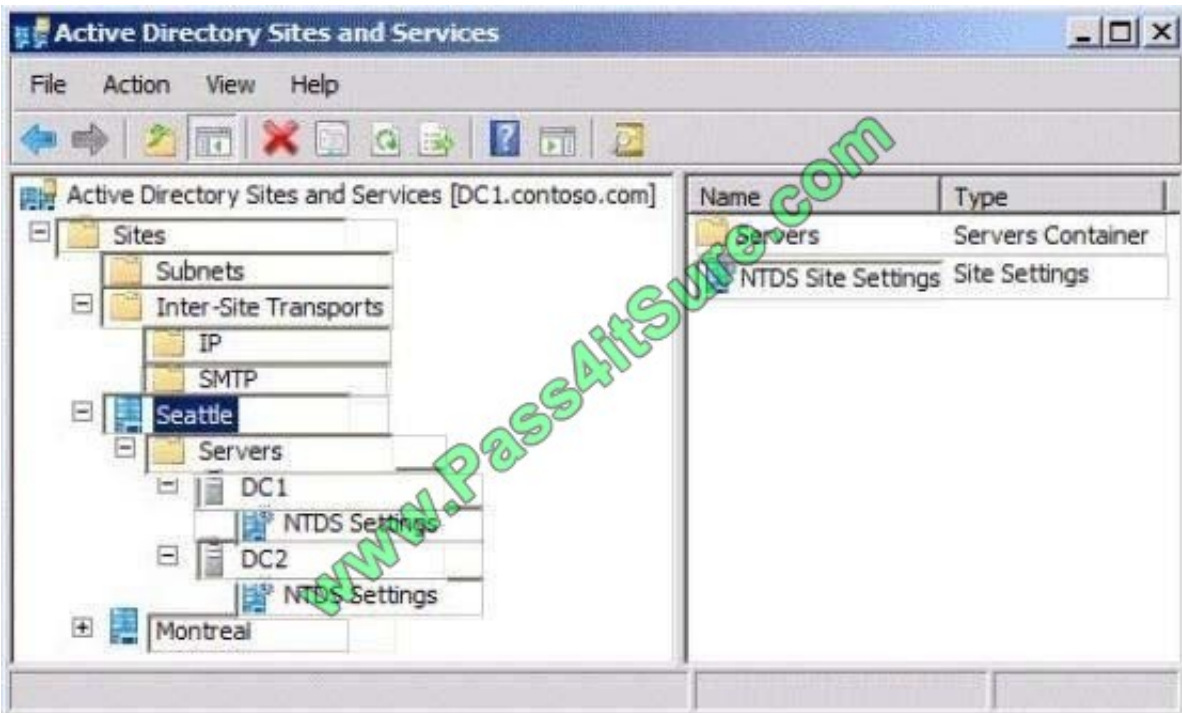 Active Directory Sites and Services
File Action View Help
Active Directory Sites and Services [DC1.contoso.com]
Sites
Subnets
Inter-Site Transports
IP
SMTP
Seattle
Servers
DC1
NTDS Settings
DC2
NTDS Settings
Montreal
Name Type
Servers Servers Container
NTDS Site Settings Site Settings
www.Pass4itSure.com